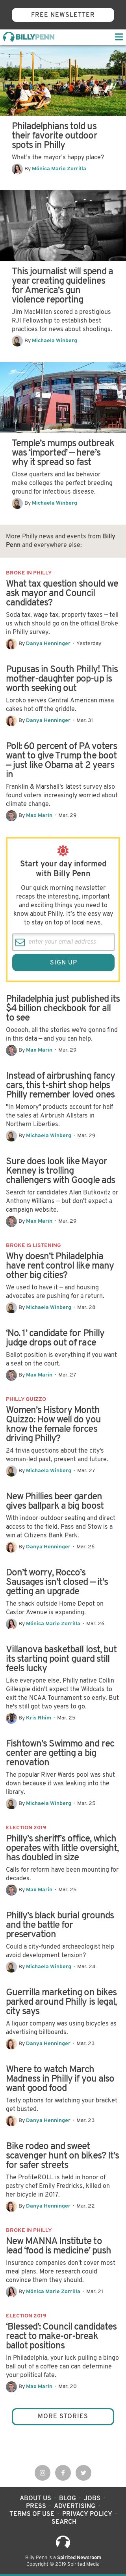 FREE NEWSLETTER
BILLYPENN
Philadelphians told us
their favorite outdoor
spots in Philly
What's the matter's happy place?
By Mónica Marie Zorrilla
This journalist will spend a
year creating guidelines
for America's gun
violence reporting
Jim MacMillan scored a prestigious
RJI Fellowship to establish best
practices for news about shootings.
By Michaela Winberg
Temple's mumps outbreak
was 'imported' — here's
why it spread so fast
Close quarters and lax behavior
make colleges the perfect breeding
ground for infectious disease.
By Michaela Winberg
More Philly news and events from Billy
Penn and everywhere else:
BROKE IN PHILLY
What tax question should we
ask mayor and Council
candidates?
Soda tax, wage tax, property taxes — tell
us which you should go on the official Broke
in Philly survey.
By Danya Henninger · Yesterday
Pupusas in South Philly! This
mother-daughter pop-up is
worth seeking out
Loroko serves Central American masa
cakes hot off the griddle.
By Danya Henninger · Mar. 31
Poll: 60 percent of PA voters
want to give Trump the boot
— just like Obama at 2 years
in
Franklin & Marshall's latest survey also
found voters increasingly worried about
climate change.
By Max Marin · Mar. 29
Start your day informed
with Billy Penn
Our quick morning newsletter
recaps the interesting, important
and exciting things you need to
know about Philly. It's the best way
to stay on top of local news.
enter your email address
SIGN UP
Philadelphia just published its
$4 billion checkbook for all
to see
Ooooh, all the stories we're gonna find
in this data — and you can help.
By Max Marin · Mar. 29
Instead of airbrushing fancy
cars, this t-shirt shop helps
Philly remember loved ones
"In Memory" products account for half
the sales at Airbrush Allstars in
Northern Liberties.
By Michaela Winberg · Mar. 29
Sure does look like Mayor
Kenney is trolling
challengers with Google ads
Search for candidates Alan Butkovitz or
Anthony Williams — but don't expect a
campaign website.
By Max Marin · Mar. 29
BROKE IS LISTENING
Why doesn't Philadelphia
have rent control like many
other big cities?
We used to have it — and housing
advocates are pushing for a return.
By Michaela Winberg · Mar. 28
'No. 1' candidate for Philly
judge drops out of race
Ballot position is everything if you want
a seat on the court.
By Max Marin · Mar. 27
PHILLY QUIZZO
Women's History Month
Quizzo: How well do you
know the female forces
driving Philly?
24 trivia questions about the city's
woman-led past, present and future.
By Michaela Winberg · Mar. 27
New Phillies beer garden
gives ballpark a big boost
With indoor-outdoor seating and direct
access to the field, Pass and Stow is a
win at Citizens Bank Park.
By Danya Henninger · Mar. 26
Don't worry, Rocco's
Sausages isn't closed — it's
getting an upgrade
The shack outside Home Depot on
Castor Avenue is expanding.
By Mónica Marie Zorrilla · Mar. 26
Villanova basketball lost, but
its starting point guard still
feels lucky
Like everyone else, Philly native Collin
Gillespie didn't expect the Wildcats to
exit the NCAA Tournament so early. But
he's still got two years to go.
By Kris Rhim · Mar. 25
Fishtown's Swimmo and rec
center are getting a big
renovation
The popular River Wards pool was shut
down because it was leaking into the
library.
By Michaela Winberg · Mar. 25
ELECTION 2019
Philly's sheriff's office, which
operates with little oversight,
has doubled in size
Calls for reform have been mounting for
decades.
By Max Marin · Mar. 25
Philly's black burial grounds
and the battle for
preservation
Could a city-funded archaeologist help
avoid development tension?
By Michaela Winberg · Mar. 24
Guerrilla marketing on bikes
parked around Philly is legal,
city says
A liquor company was using bicycles as
advertising billboards.
By Danya Henninger · Mar. 23
Where to watch March
Madness in Philly if you also
want good food
Tasty options for watching your bracket
get busted.
By Danya Henninger · Mar. 23
Bike rodeo and sweet
scavenger hunt on bikes? It's
for safer streets
The ProfiteROLL is held in honor of
pastry chef Emily Fredricks, killed on
her bicycle in 2017.
By Danya Henninger · Mar. 22
BROKE IN PHILLY
New MANNA Institute to
lead 'food is medicine' push
Insurance companies don't cover most
meal plans. More research could
convince them they should.
By Mónica Marie Zorrilla · Mar. 21
ELECTION 2019
'Blessed': Council candidates
react to make-or-break
ballot positions
In Philadelphia, your luck pulling a bingo
ball out of a coffee can can determine
your political fate.
By Max Marin · Mar. 20
MORE STORIES
ABOUT US BLOG JOBS
PRESS ADVERTISING
TERMS OF USE PRIVACY POLICY
SEARCH
Billy Penn is a Spirited Newsroom
Copyright © 2019 Spirited Media